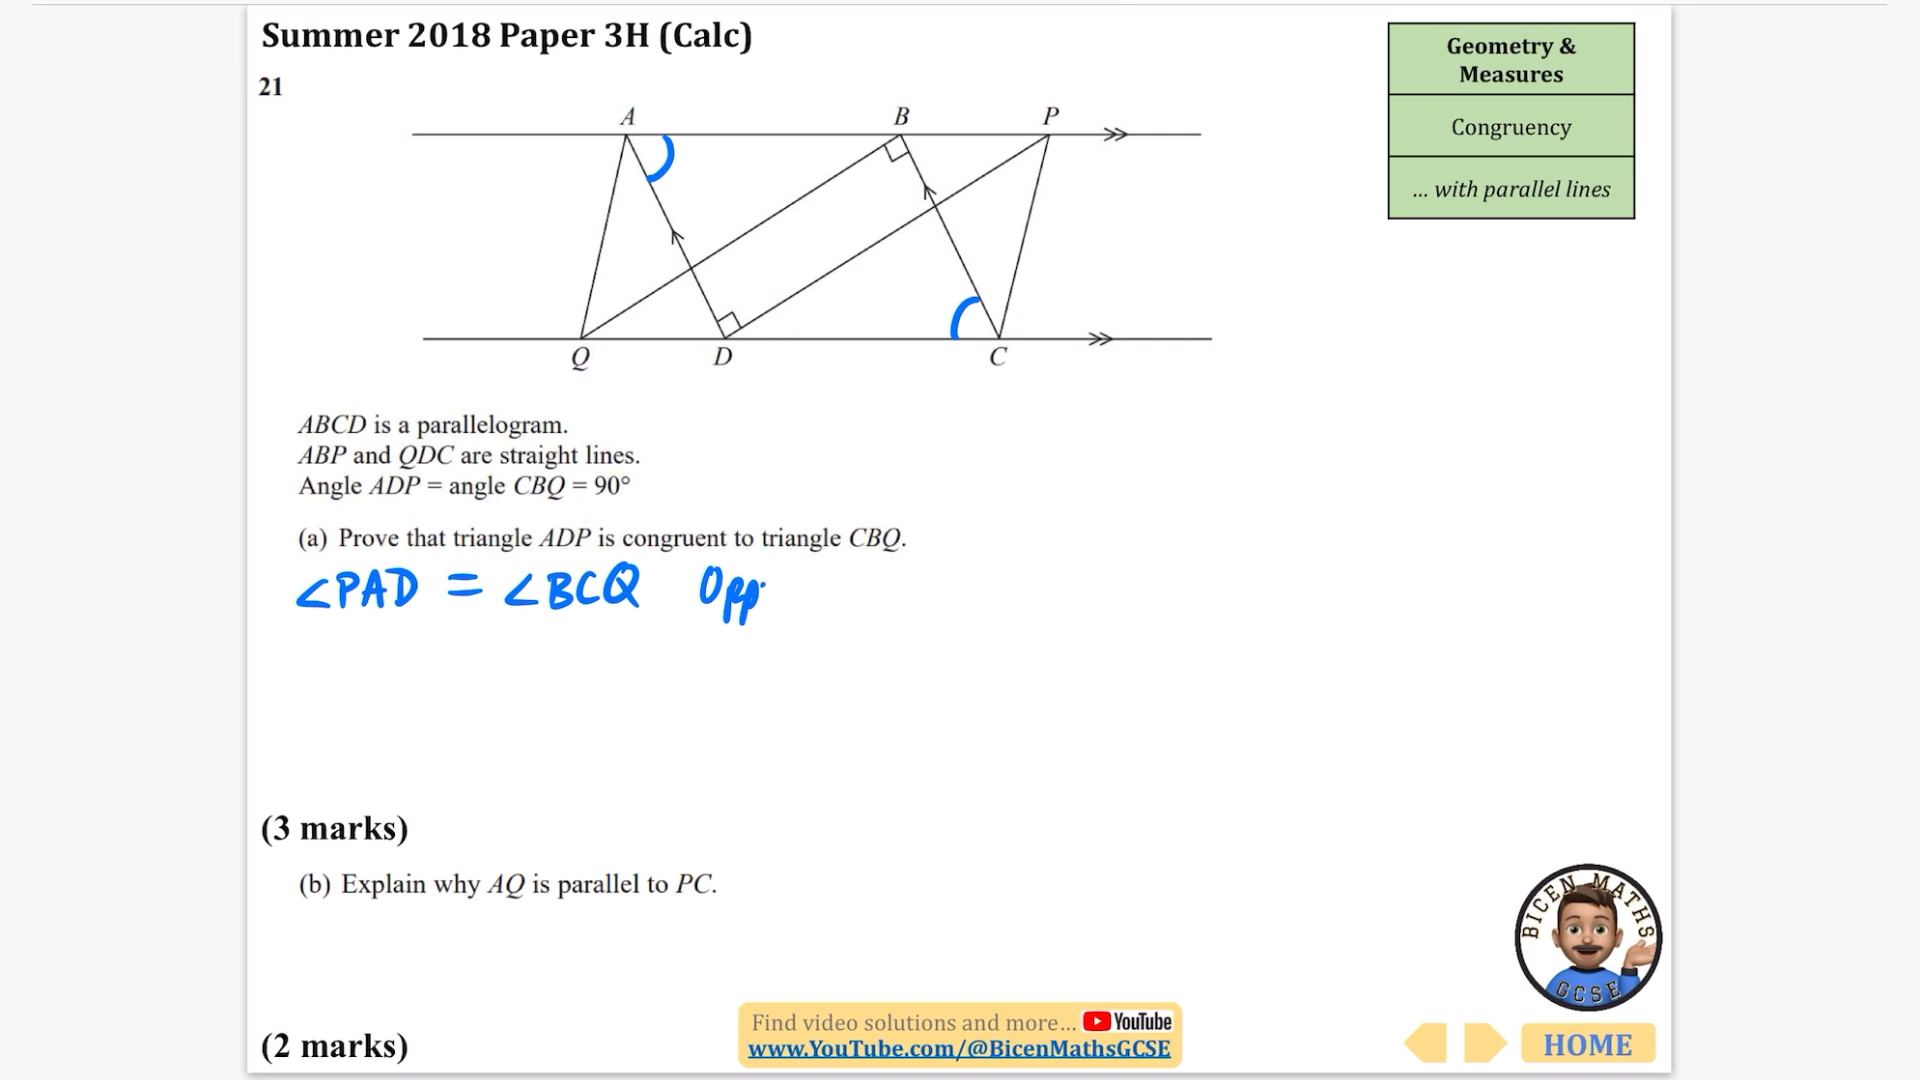 Summer 2018 Paper 3H (Calc)
Geometry &
Measures
Congruency
... with parallel lines
21
A B P
Q D C
ABCD is a parallelogram.
ABP and QDC are straight lines.
Angle ADP = angle CBQ = 90°
(a) Prove that triangle ADP is congruent to triangle CBQ.
∠PAD = ∠BCQ Opp.
(3 marks)
(b) Explain why AQ is parallel to PC.
(2 marks)
BICEN MATHS
GCSE
Find video solutions and more... YouTube
www.YouTube.com/@BicenMathsGCSE
HOME